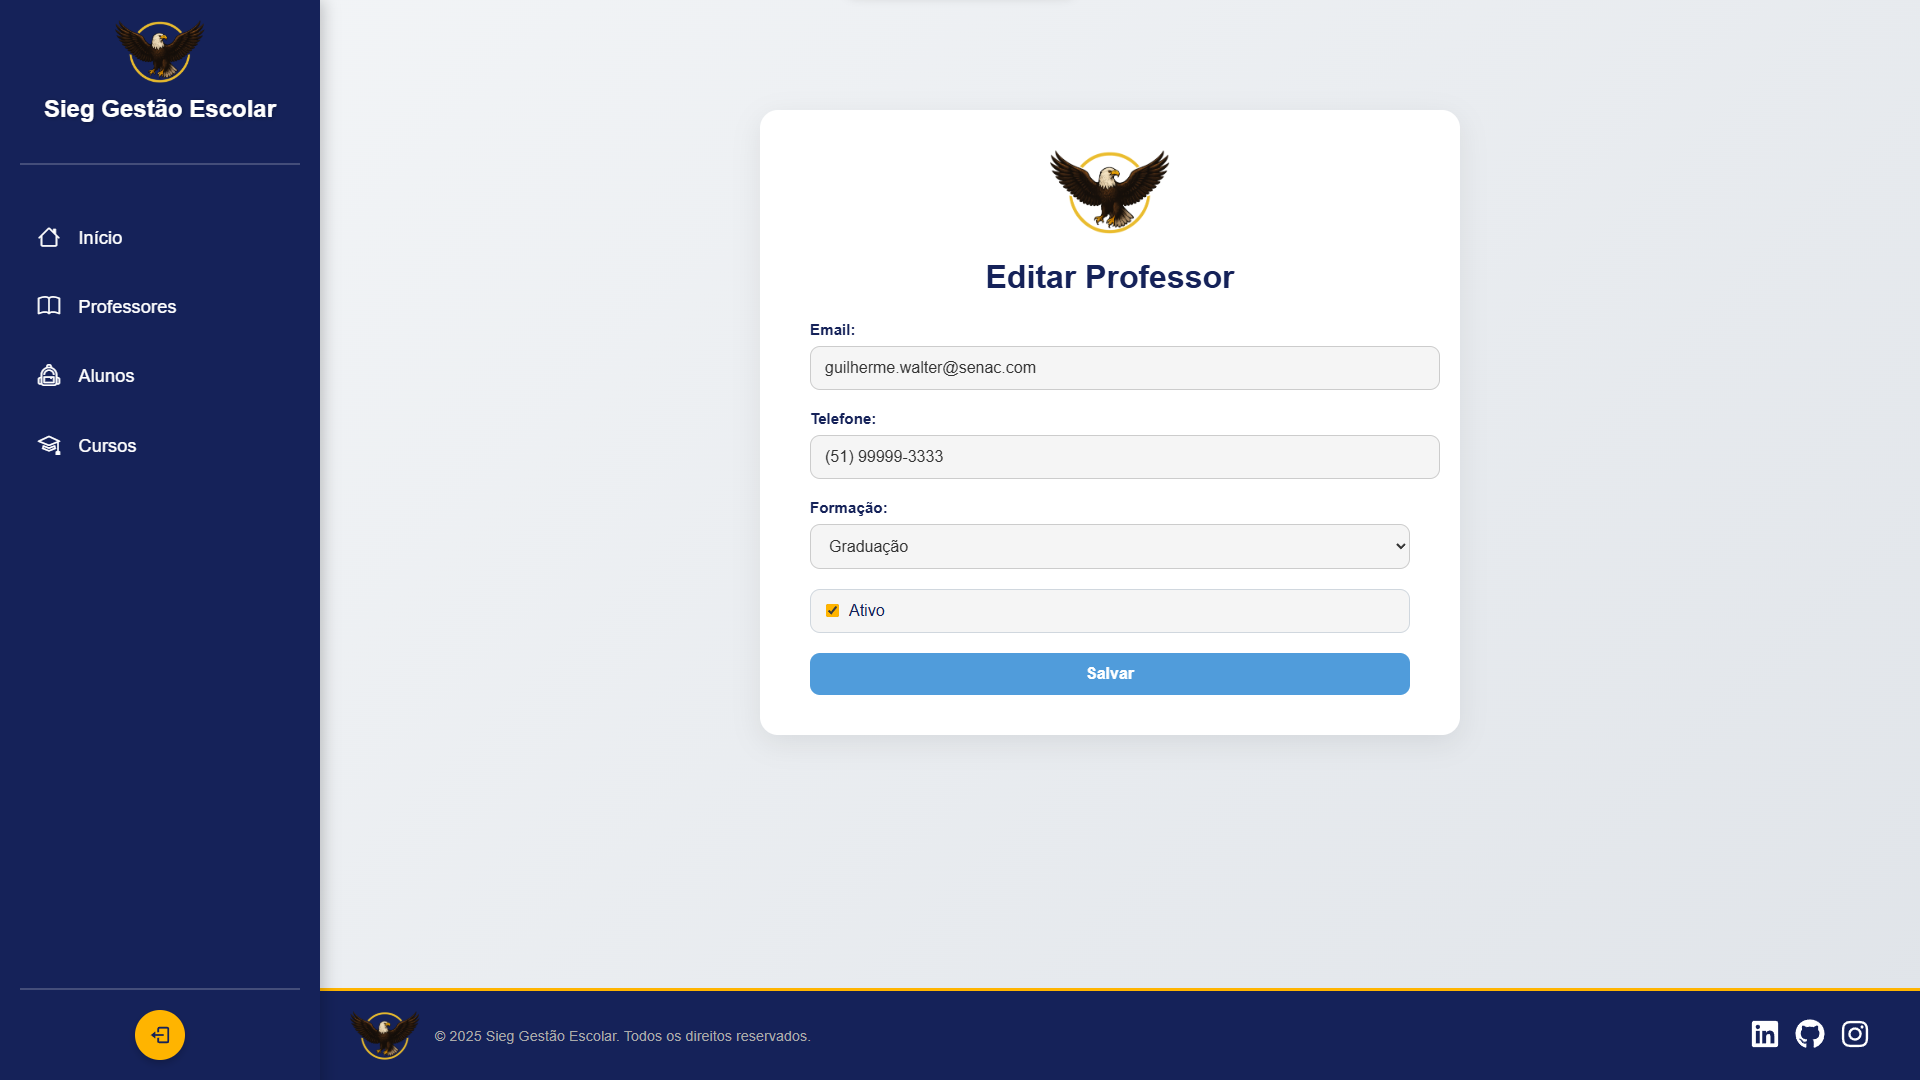 Sieg Gestão Escolar
Início
Professores
Alunos
Cursos
Editar Professor
Email:
guilherme.walter@senac.com
Telefone:
(51) 99999-3333
Formação:
Graduação
Ativo
Salvar
© 2025 Sieg Gestão Escolar. Todos os direitos reservados.